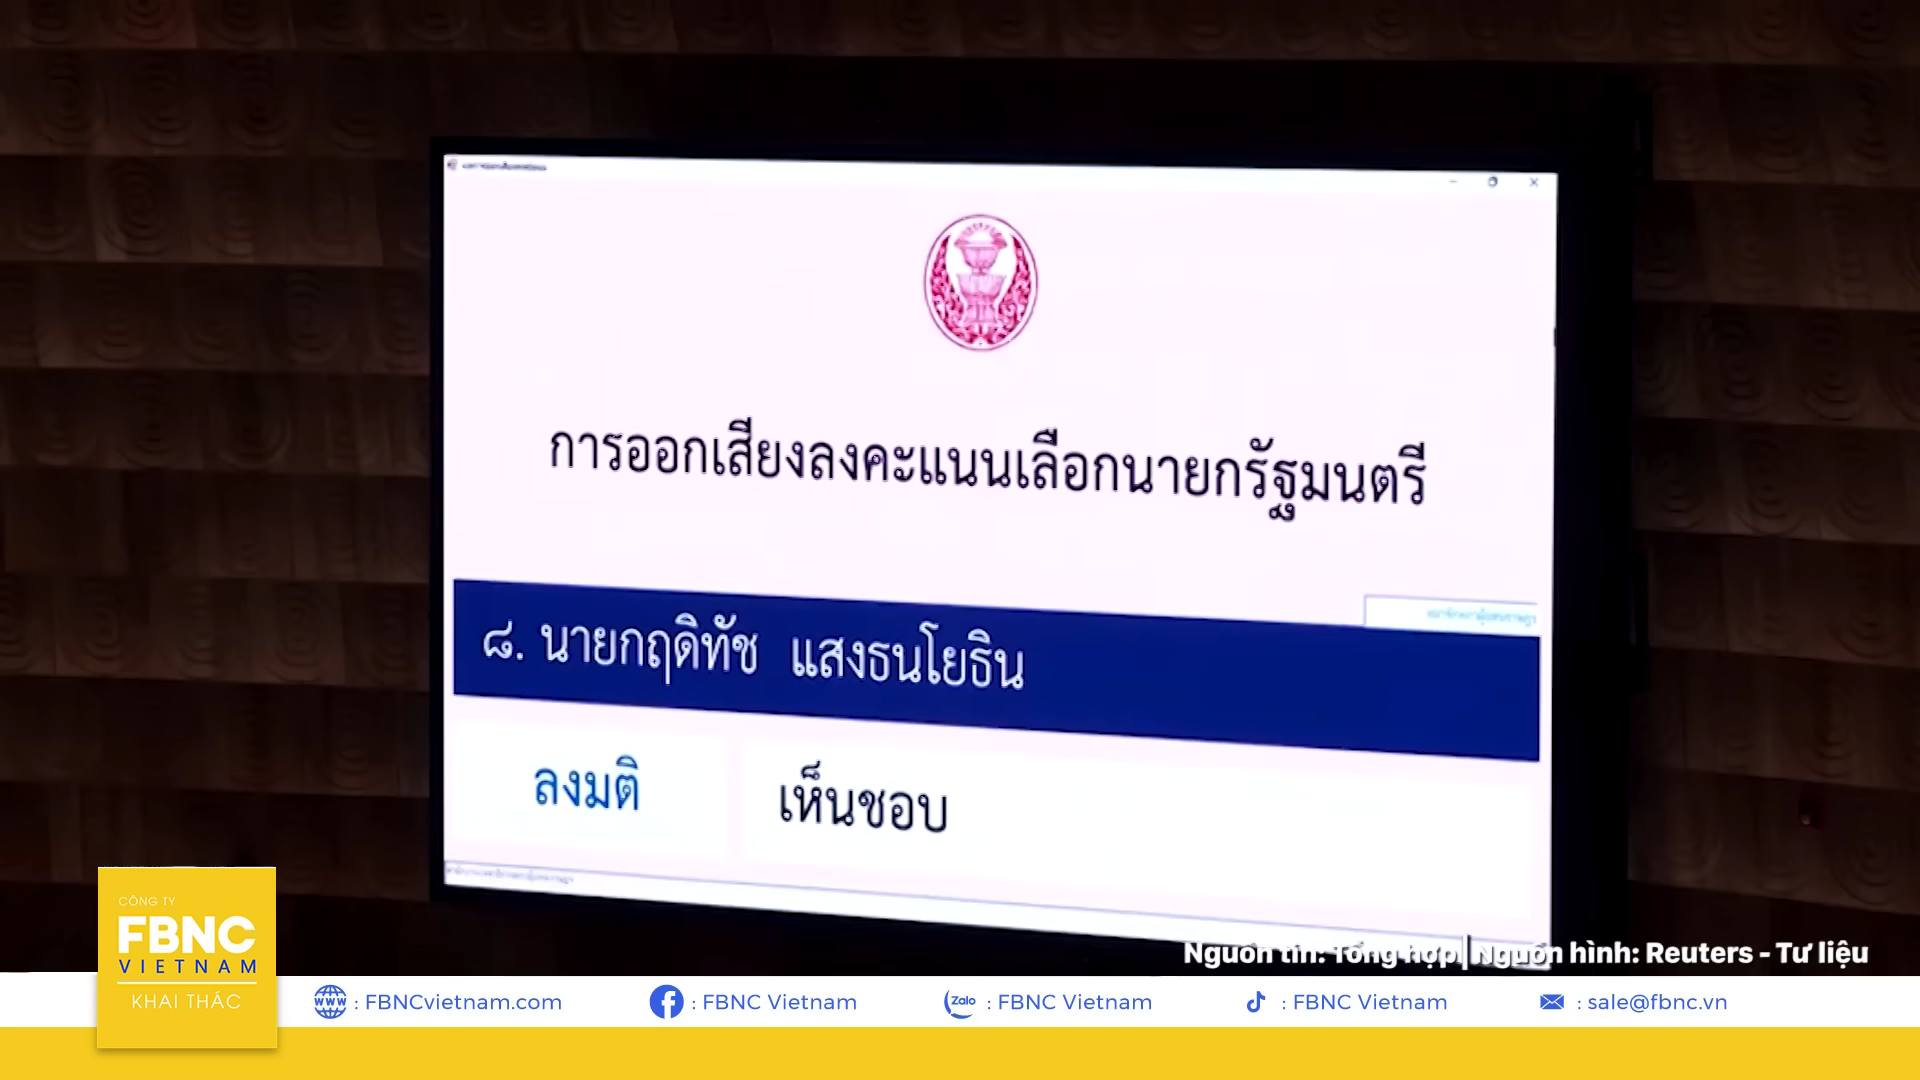 การออกเสียงลงคะแนนเลือกนายกรัฐมนตรี
๘. นายกฤดิทัช แสงธนโยธิน
ลงมติ เห็นชอบ
Nguồn tin: Tổng hợp | Nguồn hình: Reuters - Tư liệu
CÔNG TY
FBNC
VIETNAM
KHAI THÁC
: FBNCvietnam.com : FBNC Vietnam Zalo : FBNC Vietnam : FBNC Vietnam : sale@fbnc.vn